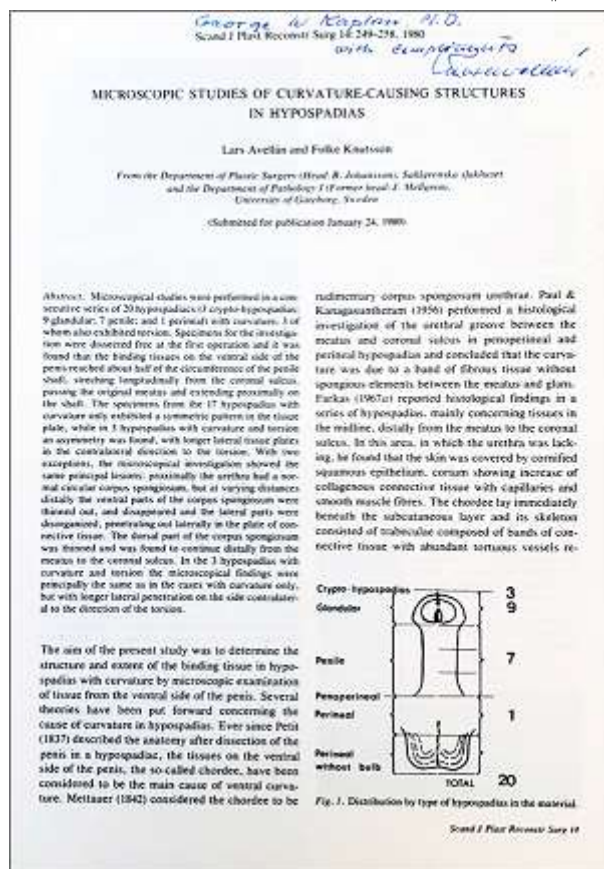 George W Kaplan M.D.
Scand J Plast Reconstr Surg 14: 249–258, 1980
with compliments
MICROSCOPIC STUDIES OF CURVATURE-CAUSING STRUCTURES
IN HYPOSPADIAS
Lars Avellán and Folke Knutsson
From the Department of Plastic Surgery (Head: B. Johanson), Sahlgrenska sjukhuset
and the Department of Pathology I (Former head: J. Mellgren),
University of Göteborg, Sweden
(Submitted for publication January 24, 1980)
Abstract. Microscopical studies were performed in a con-
secutive series of 20 hypospadiacs (3 crypto-hypospadias;
9 glandular; 7 penile; and 1 perineal) with curvature, 3 of
whom also exhibited torsion. Specimens for the investiga-
tion were dissected free at the first operation and it was
found that the binding tissues on the ventral side of the
penis reached about half of the circumference of the penile
shaft, stretching longitudinally from the coronal sulcus,
passing the original meatus and extending proximally on
the shaft. The specimens from the 17 hypospadias with
curvature only exhibited a symmetric pattern in the tissue
plate, while in 3 hypospadias with curvature and torsion
an asymmetry was found, with longer lateral tissue plates
in the contralateral direction to the torsion. With two
exceptions, the microscopical investigation showed the
same principal lesions: proximally the urethra had a nor-
mal circular corpus spongiosum, but at varying distances
distally the ventral parts of the corpus spongiosum were
thinned out, and disappeared and the lateral parts were
disorganized, penetrating out laterally in the plate of con-
nective tissue. The dorsal part of the corpus spongiosum
was thinned and was found to continue distally from the
meatus to the coronal sulcus. In the 3 hypospadias with
curvature and torsion the microscopical findings were
principally the same as in the cases with curvature only,
but with longer lateral penetration on the side contralater-
al to the direction of the torsion.
The aim of the present study was to determine the
structure and extent of the binding tissue in hypo-
spadias with curvature by microscopic examination
of tissue from the ventral side of the penis. Several
theories have been put forward concerning the
cause of curvature in hypospadias. Ever since Petit
(1837) described the anatomy after dissection of the
penis in a hypospadiac, the tissues on the ventral
side of the penis, the so-called chordee, have been
considered to be the main cause of ventral curva-
ture. Mettauer (1842) considered the chordee to be
rudimentary corpus spongiosum urethrae. Paul &
Kanagasuntheram (1956) performed a histological
investigation of the urethral groove between the
meatus and coronal sulcus in penoperineal and
perineal hypospadias and concluded that the curva-
ture was due to a band of fibrous tissue without
spongious elements between the meatus and glans.
Farkas (1967a) reported histological findings in a
series of hypospadias, mainly concerning tissues in
the midline, distally from the meatus to the coronal
sulcus. In this area, in which the urethra was lack-
ing, he found that the skin was covered by cornified
squamous epithelium, corium showing increase of
collagenous connective tissue with capillaries and
smooth muscle fibres. The chordee lay immediately
beneath the subcutaneous layer and its skeleton
consisted of trabeculae composed of bands of con-
nective tissue with abundant tortuous vessels re-
Crypto-hypospadias 3
Glandular 9
Penile 7
Penoperineal
Perineal 1
Perineal
without bulb
TOTAL 20
Fig. 1. Distribution by type of hypospadias in the material.
Scand J Plast Reconstr Surg 14